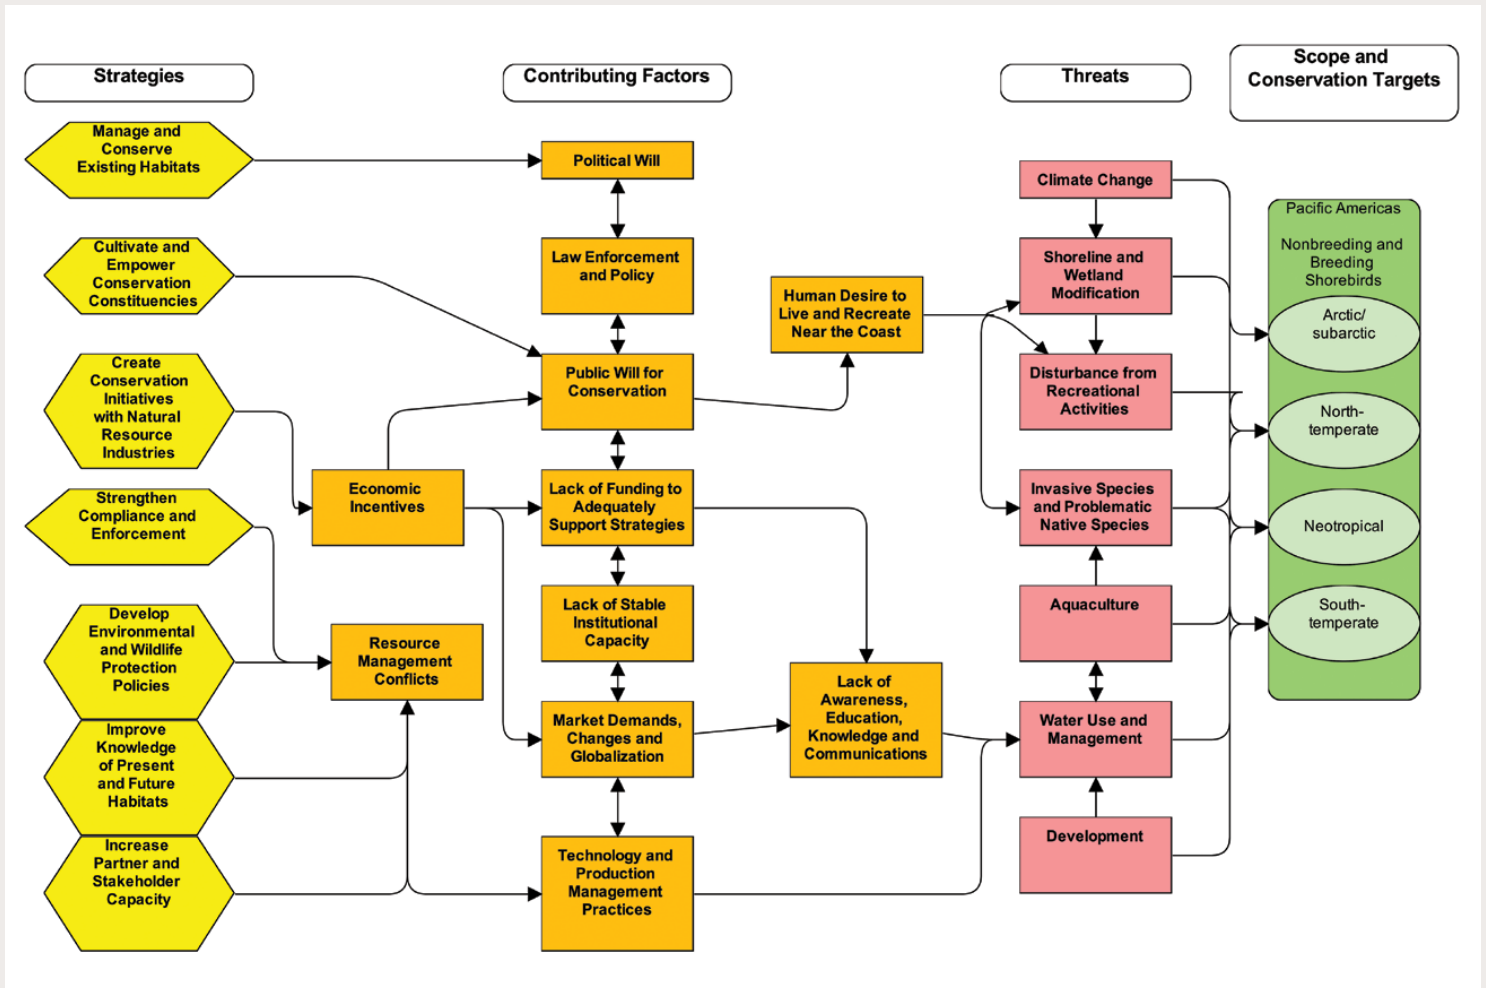 Strategies
Contributing Factors
Threats
Scope and
Conservation Targets
Manage and
Conserve
Existing Habitats
Cultivate and
Empower
Conservation
Constituencies
Create
Conservation
Initiatives
with Natural
Resource
Industries
Strengthen
Compliance and
Enforcement
Develop
Environmental
and Wildlife
Protection
Policies
Improve
Knowledge
of Present
and Future
Habitats
Increase
Partner and
Stakeholder
Capacity
Economic
Incentives
Resource
Management
Conflicts
Political Will
Law Enforcement
and Policy
Public Will for
Conservation
Lack of Funding to
Adequately
Support Strategies
Lack of Stable
Institutional
Capacity
Market Demands,
Changes and
Globalization
Technology and
Production
Management
Practices
Human Desire to
Live and Recreate
Near the Coast
Lack of
Awareness,
Education,
Knowledge and
Communications
Climate Change
Shoreline and
Wetland
Modification
Disturbance from
Recreational
Activities
Invasive Species
and Problematic
Native Species
Aquaculture
Water Use and
Management
Development
Pacific Americas
Nonbreeding and
Breeding
Shorebirds
Arctic/
subarctic
North-
temperate
Neotropical
South-
temperate